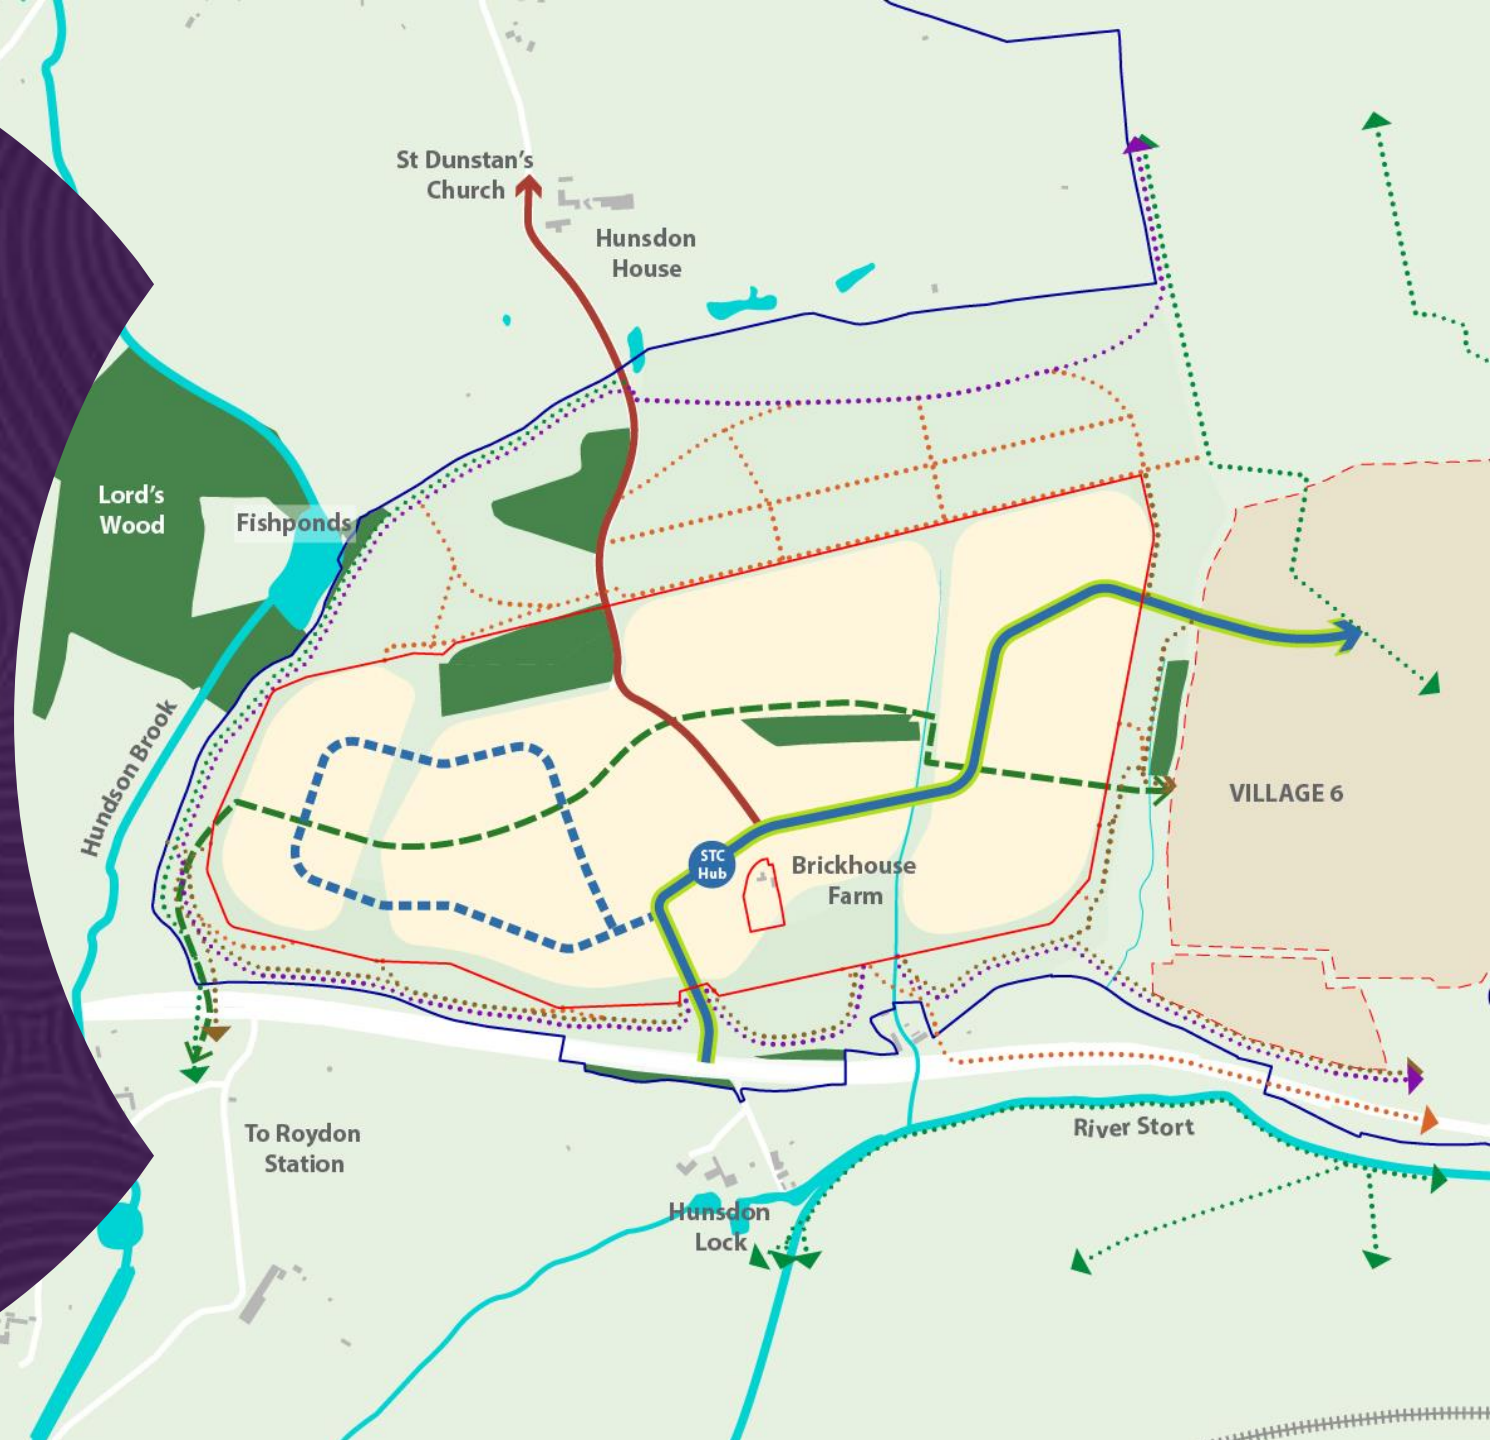 St Dunstan's
Church
Hunsdon
House
Lord's
Wood
Fishponds
Hundson Brook
VILLAGE 6
STC
Hub
Brickhouse
Farm
To Roydon
Station
River Stort
Hunsdon
Lock